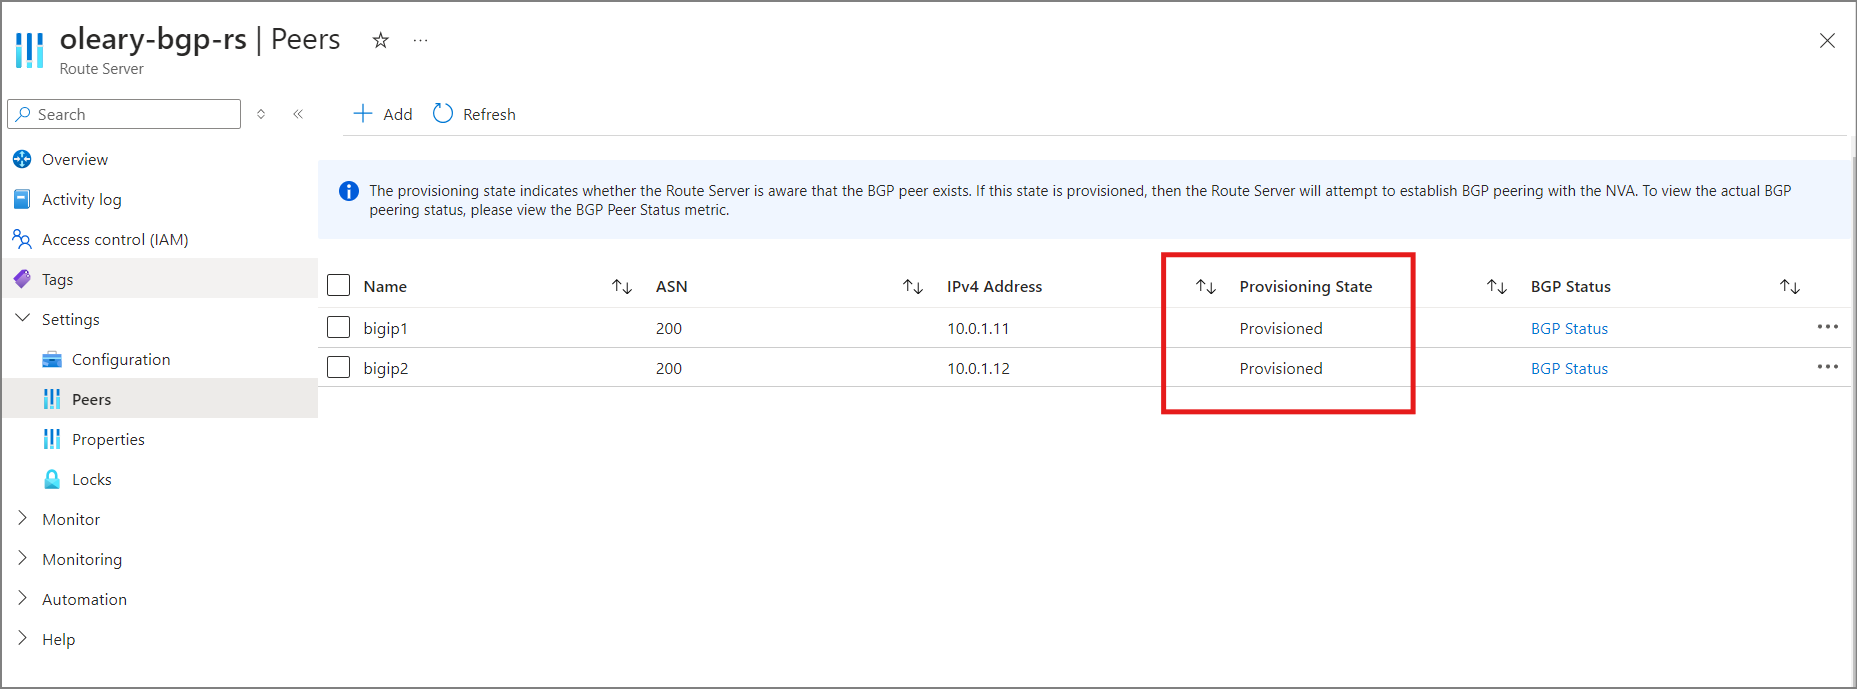 oleary-bgp-rs | Peers
Route Server
Search
Add
Refresh
Overview
Activity log
Access control (IAM)
Tags
Settings
Configuration
Peers
Properties
Locks
Monitor
Monitoring
Automation
Help
The provisioning state indicates whether the Route Server is aware that the BGP peer exists. If this state is provisioned, then the Route Server will attempt to establish BGP peering with the NVA. To view the actual BGP
peering status, please view the BGP Peer Status metric.
Name ASN IPv4 Address Provisioning State BGP Status
bigip1 200 10.0.1.11 Provisioned BGP Status
bigip2 200 10.0.1.12 Provisioned BGP Status